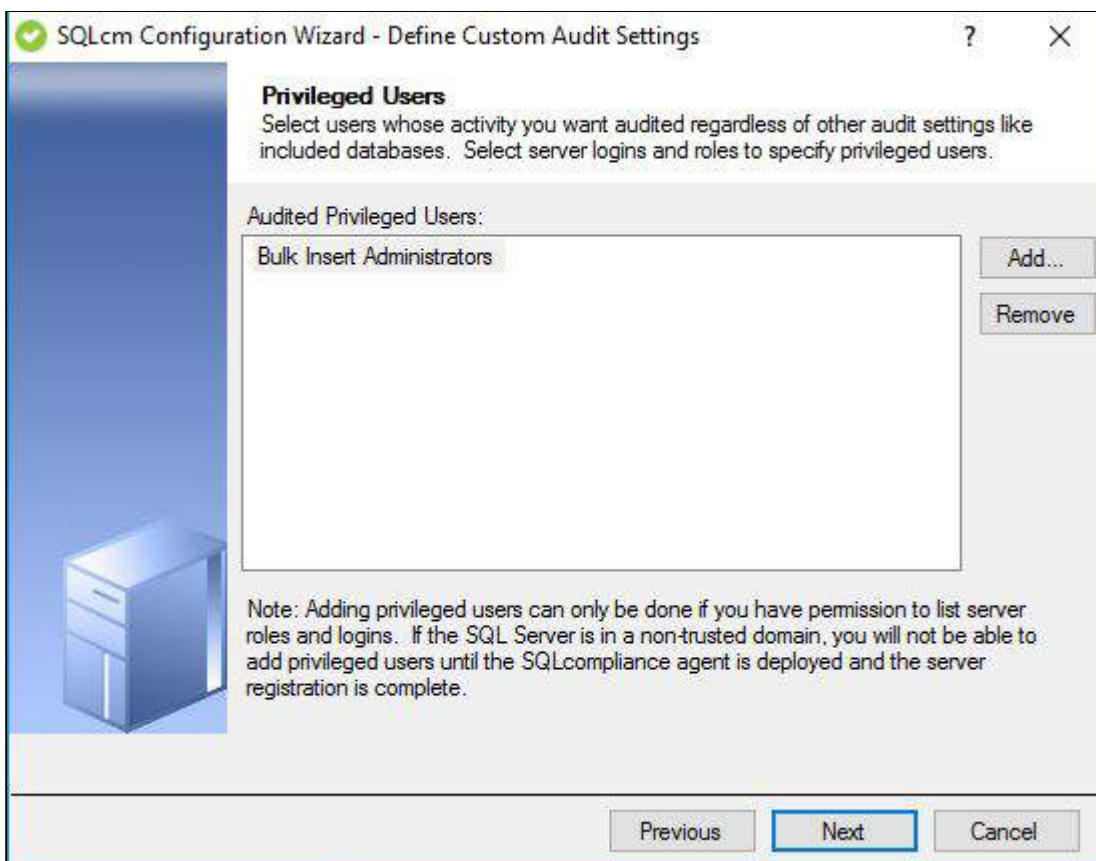 SQLcm Configuration Wizard - Define Custom Audit Settings
Privileged Users
Select users whose activity you want audited regardless of other audit settings like
included databases. Select server logins and roles to specify privileged users.
Audited Privileged Users:
Bulk Insert Administrators
Add...
Remove
Note: Adding privileged users can only be done if you have permission to list server
roles and logins. If the SQL Server is in a non-trusted domain, you will not be able to
add privileged users until the SQLcompliance agent is deployed and the server
registration is complete.
Previous
Next
Cancel